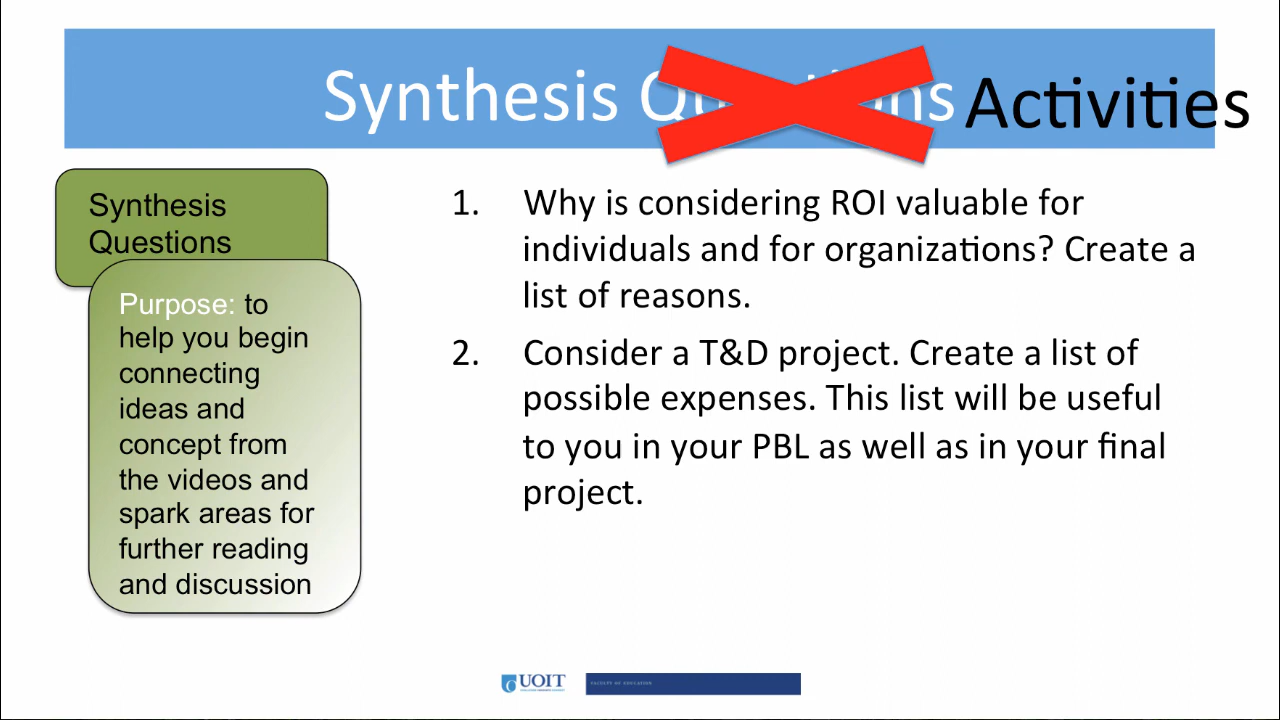 Synthesis Questions Activities
Synthesis
Questions
Purpose: to
help you begin
connecting
ideas and
concept from
the videos and
spark areas for
further reading
and discussion
1. Why is considering ROI valuable for
individuals and for organizations? Create a
list of reasons.
2. Consider a T&D project. Create a list of
possible expenses. This list will be useful
to you in your PBL as well as in your final
project.
UOIT
FACULTY OF EDUCATION